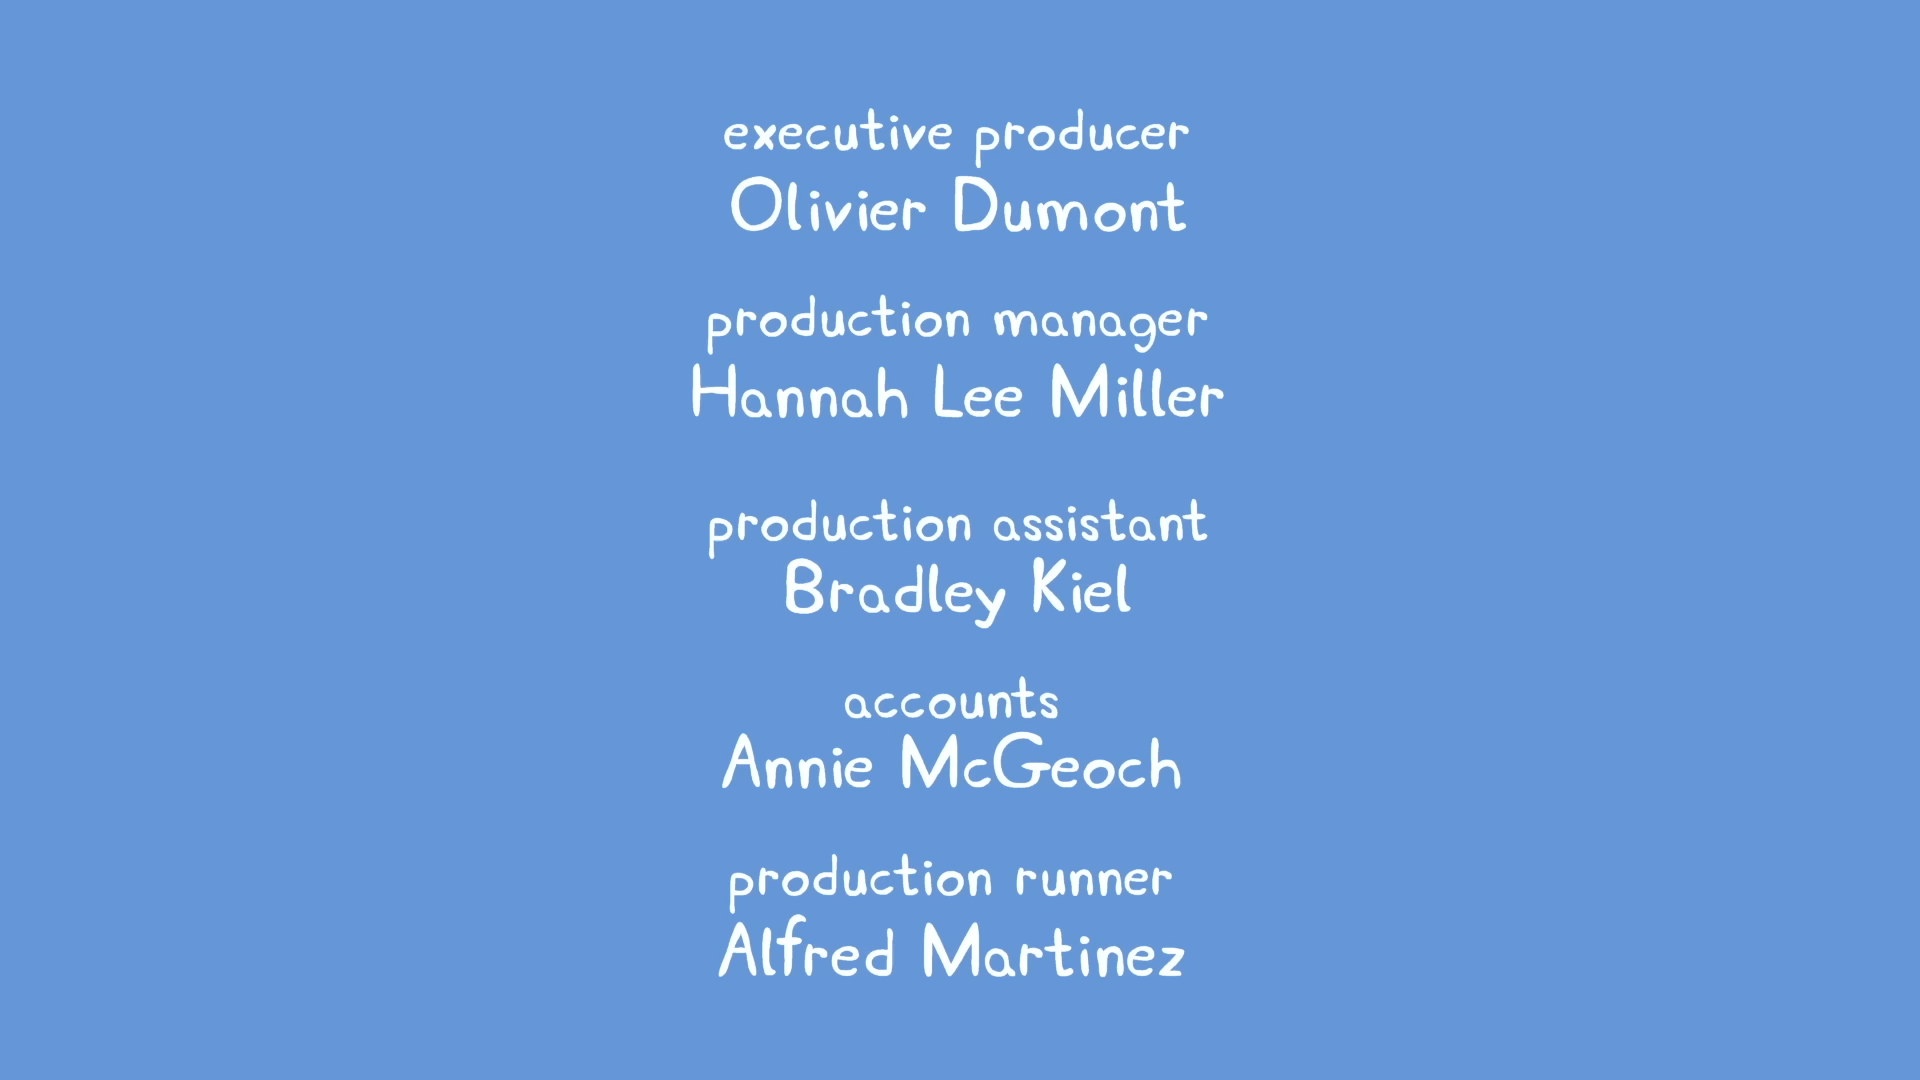 executive producer
Olivier Dumont
production manager
Hannah Lee Miller
production assistant
Bradley Kiel
accounts
Annie McGeoch
production runner
Alfred Martinez